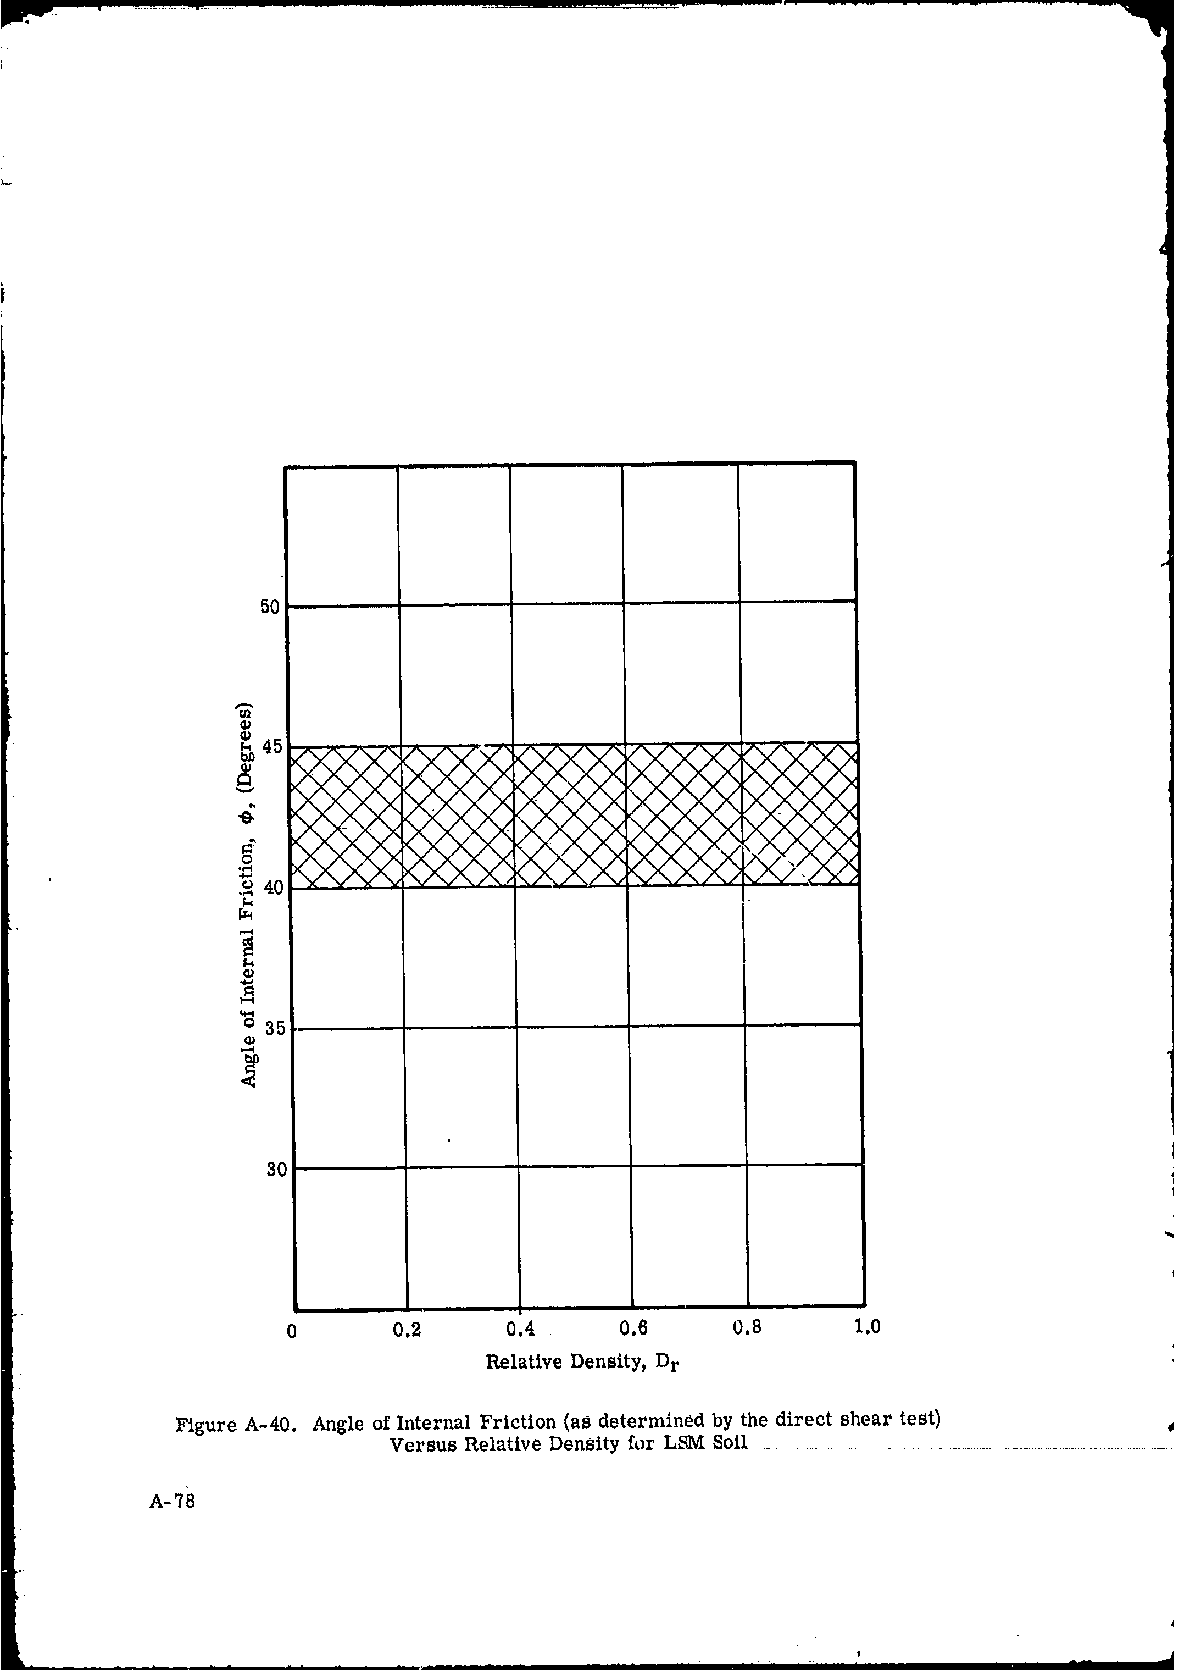 50
45
40
35
30
Angle of Internal Friction, Φ, (Degrees)
0 0.2 0.4 0.6 0.8 1.0
Relative Density, Dr
Figure A-40. Angle of Internal Friction (as determined by the direct shear test)
Versus Relative Density for LSM Soil
A-78